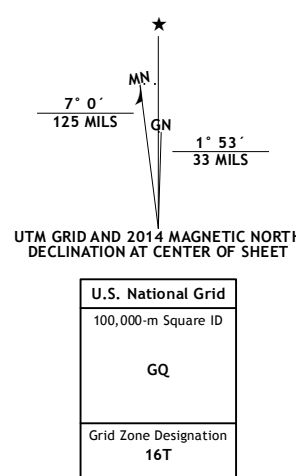 ★
MN
7° 0´
125 MILS
GN
1° 53´
33 MILS
UTM GRID AND 2014 MAGNETIC NORTH
DECLINATION AT CENTER OF SHEET
U.S. National Grid
100,000-m Square ID
GQ
Grid Zone Designation
16T